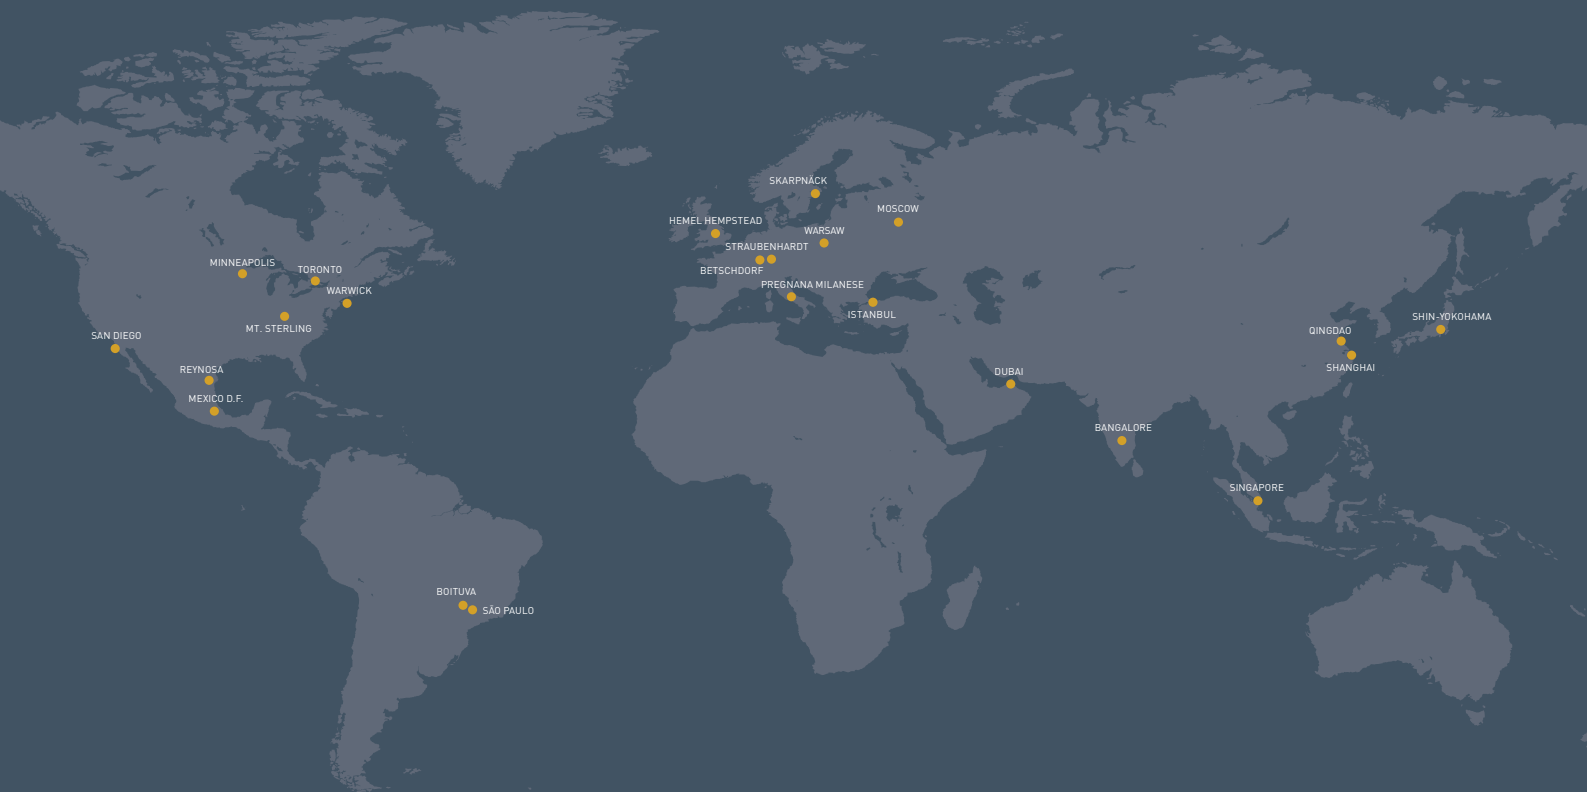 SKARPNÄCK
MOSCOW
HEMEL HEMPSTEAD
WARSAW
STRAUBENHARDT
BETSCHDORF
PREGNANA MILANESE
ISTANBUL
MINNEAPOLIS
TORONTO
WARWICK
MT. STERLING
SAN DIEGO
REYNOSA
MEXICO D.F.
SHIN-YOKOHAMA
QINGDAO
SHANGHAI
DUBAI
BANGALORE
SINGAPORE
BOITUVA
SÃO PAULO